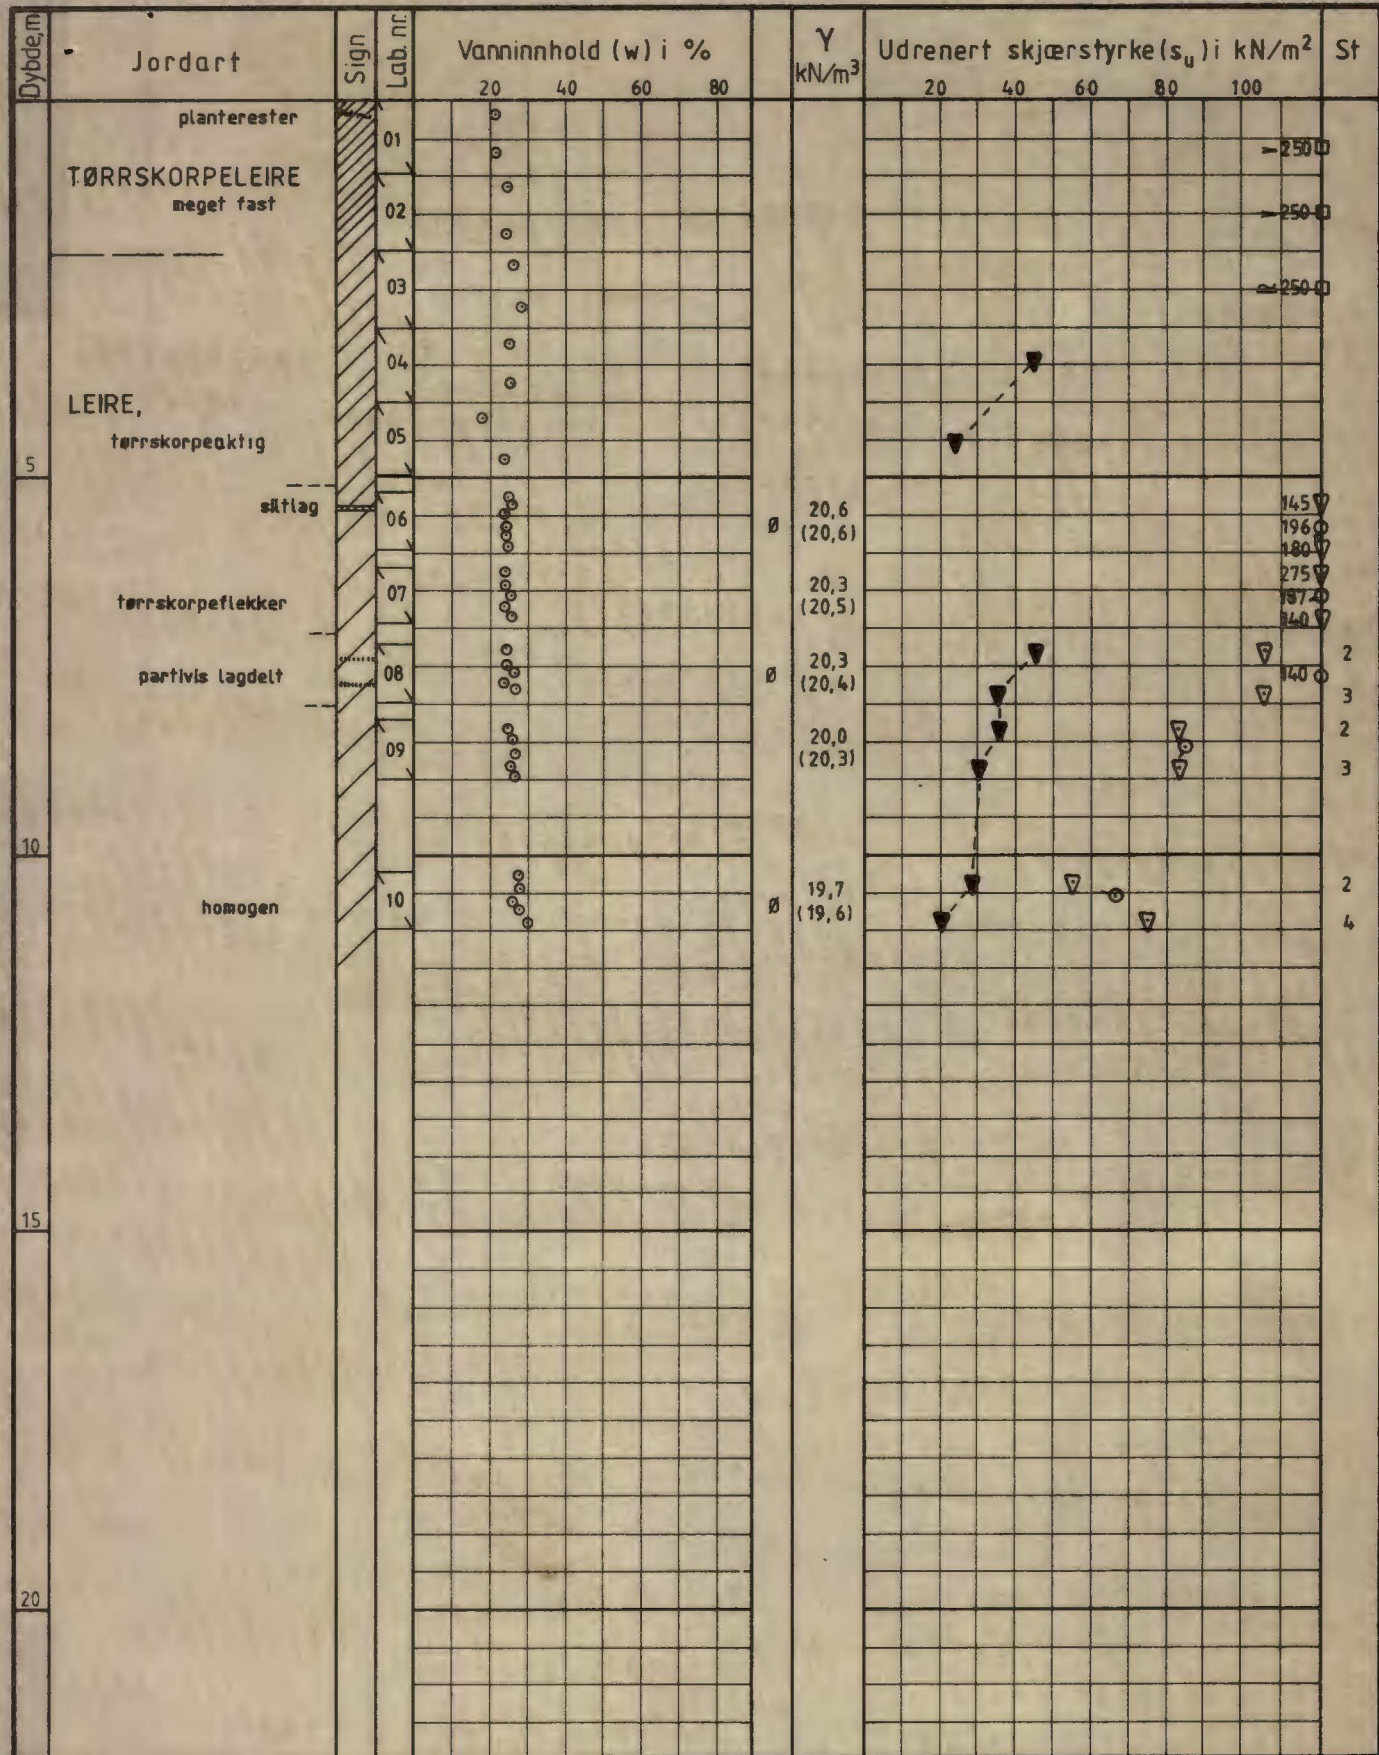 Dybde,m
Jordart
Sign
Lab. nr.
Vanninnhold (w) i %
20 40 60 80
γ
kN/m³
Udrenert skjærstyrke (su) i kN/m²
20 40 60 80 100
St
planterester
01
>250
TØRRSKORPELEIRE
meget fast
02
>250
03
≃250
04
LEIRE,
tørrskorpeaktig
05
5
siltlag
06
Ø
20,6
(20,6)
145
196
180
tørrskorpeflekker
07
20,3
(20,5)
275
187
140
partivis lagdelt
08
Ø
20,3
(20,4)
140
2
3
09
20,0
(20,3)
2
3
10
homogen
10
Ø
19,7
(19,6)
2
4
15
20